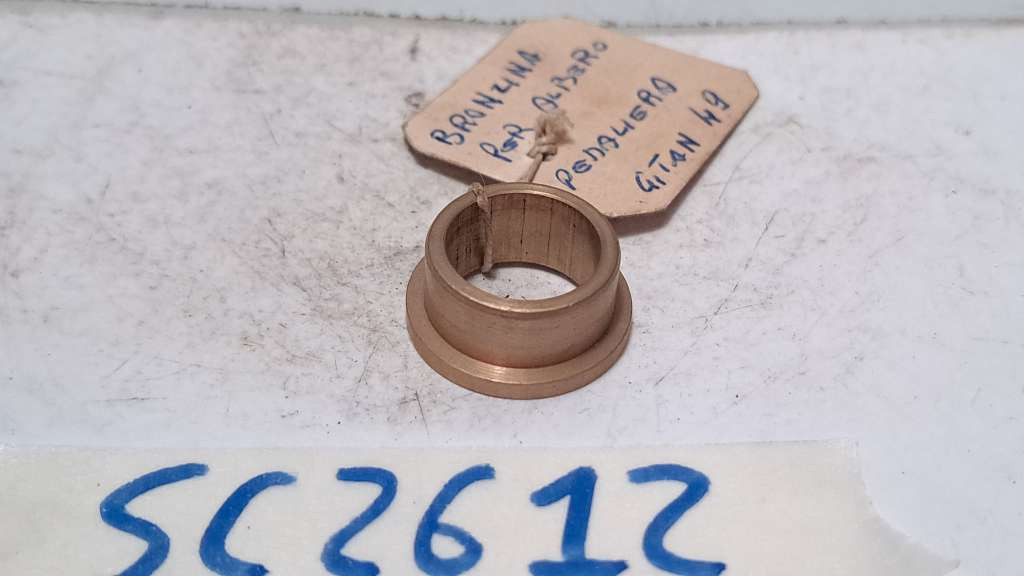 BRONZINA
PER ALBERO
PEDALIERA
GITAN 49
SC2612